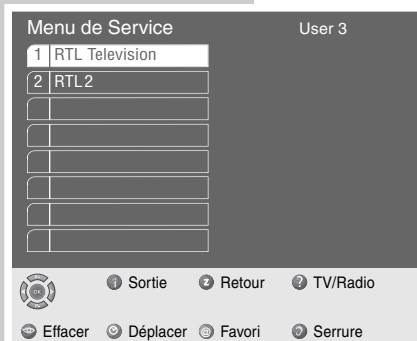 Menu de Service User 3
1 RTL Television
2 RTL2
OK i Sortie z Retour ? TV/Radio
Effacer Déplacer @ Favori Serrure